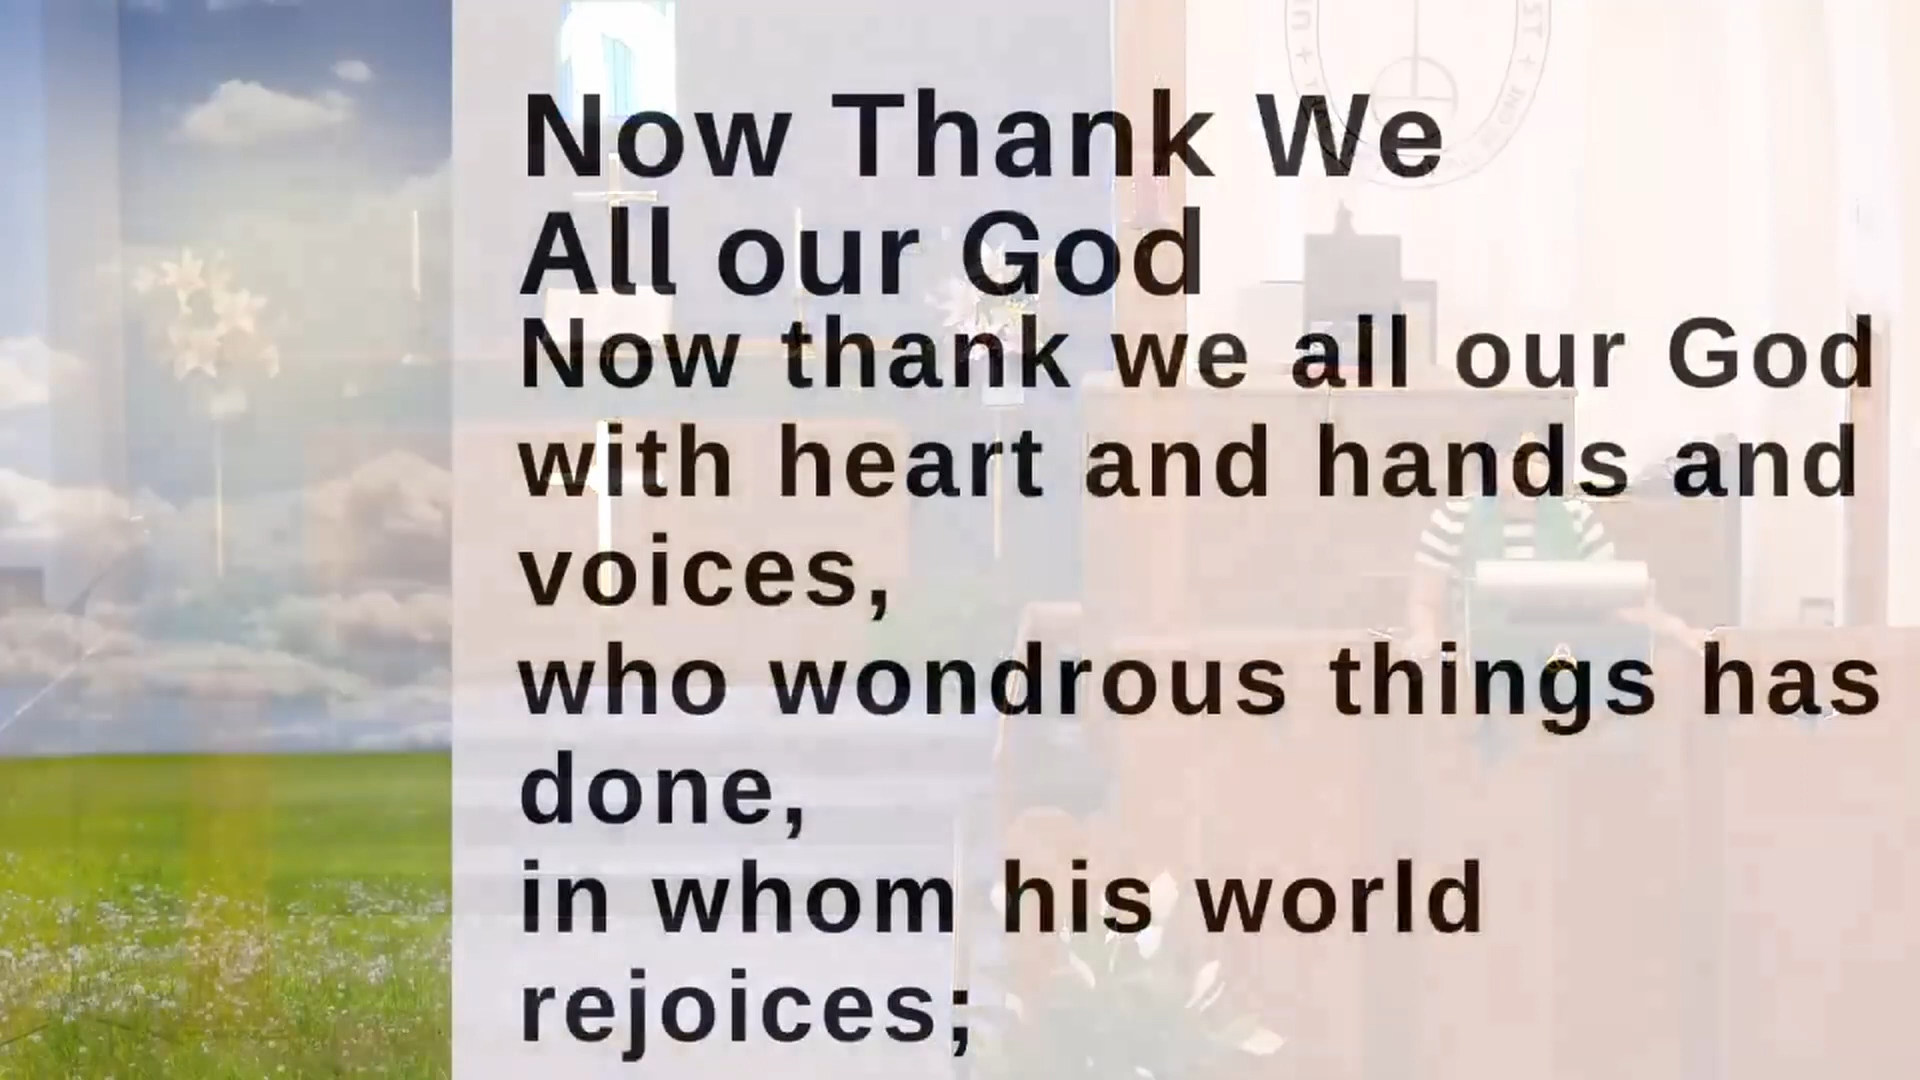 Now Thank We
All our God
Now thank we all our God
with heart and hands and
voices,
who wondrous things has
done,
in whom his world
rejoices;